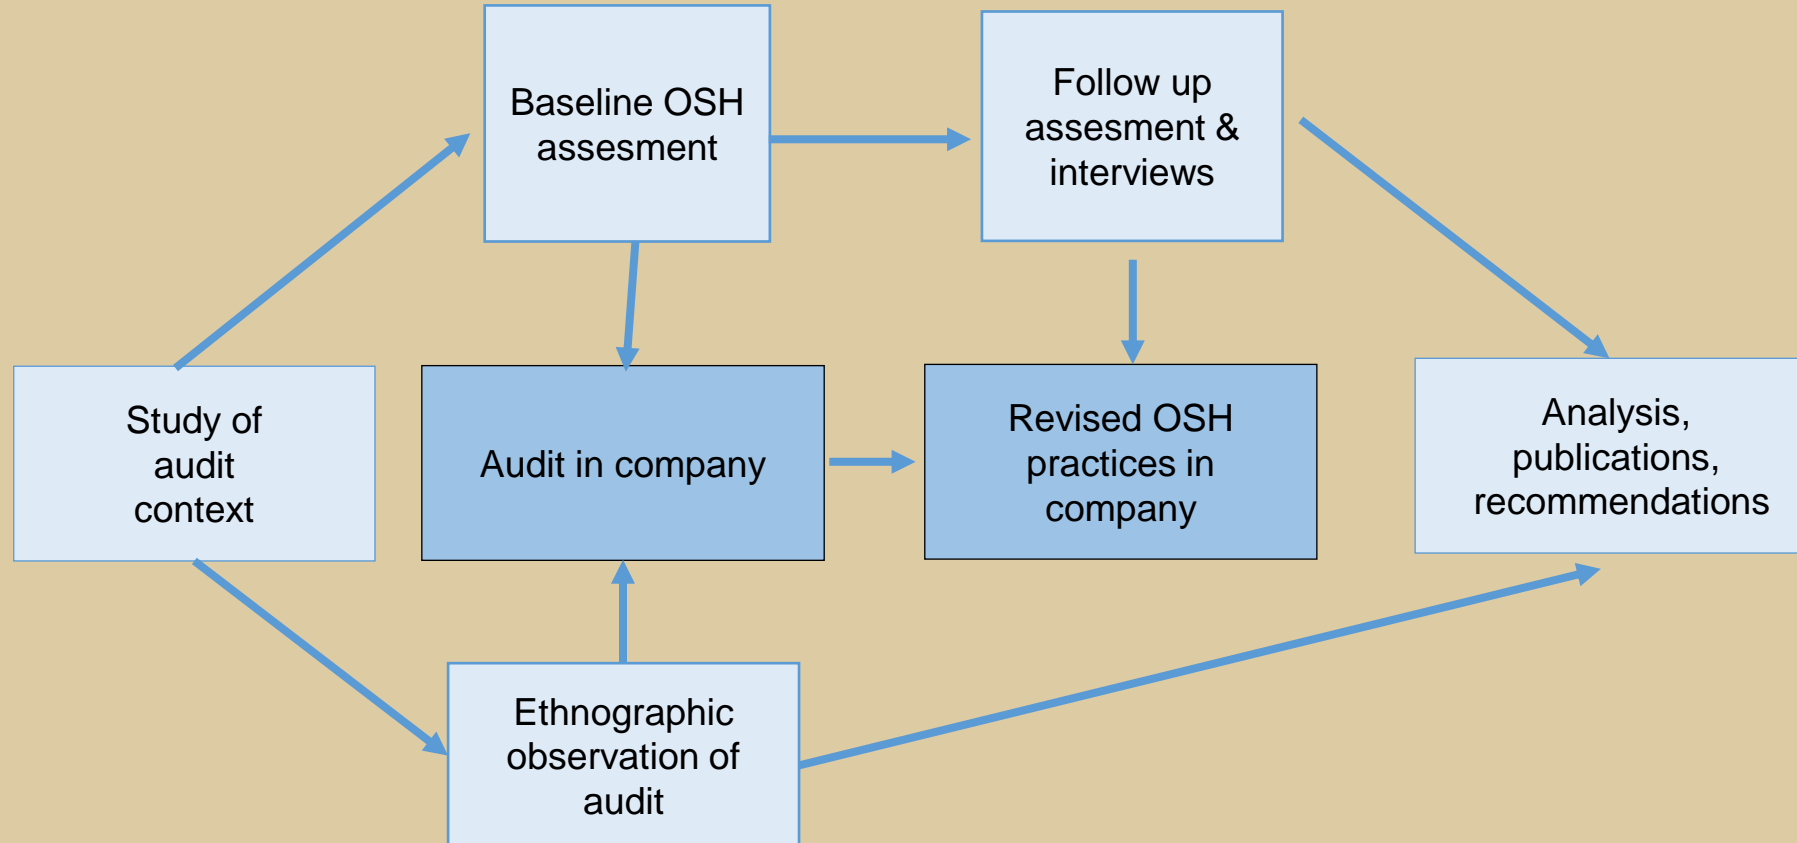 Baseline OSH
assesment
Follow up
assesment &
interviews
Study of
audit
context
Audit in company
Revised OSH
practices in
company
Analysis,
publications,
recommendations
Ethnographic
observation of
audit